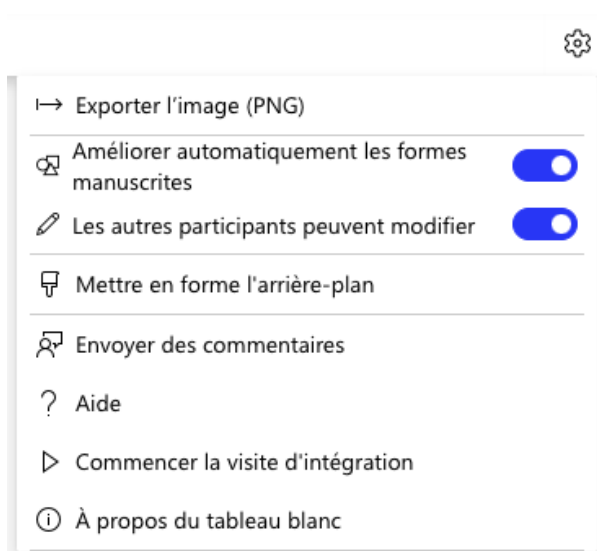 Exporter l'image (PNG)
Améliorer automatiquement les formes
manuscrites
Les autres participants peuvent modifier
Mettre en forme l'arrière-plan
Envoyer des commentaires
Aide
Commencer la visite d'intégration
À propos du tableau blanc